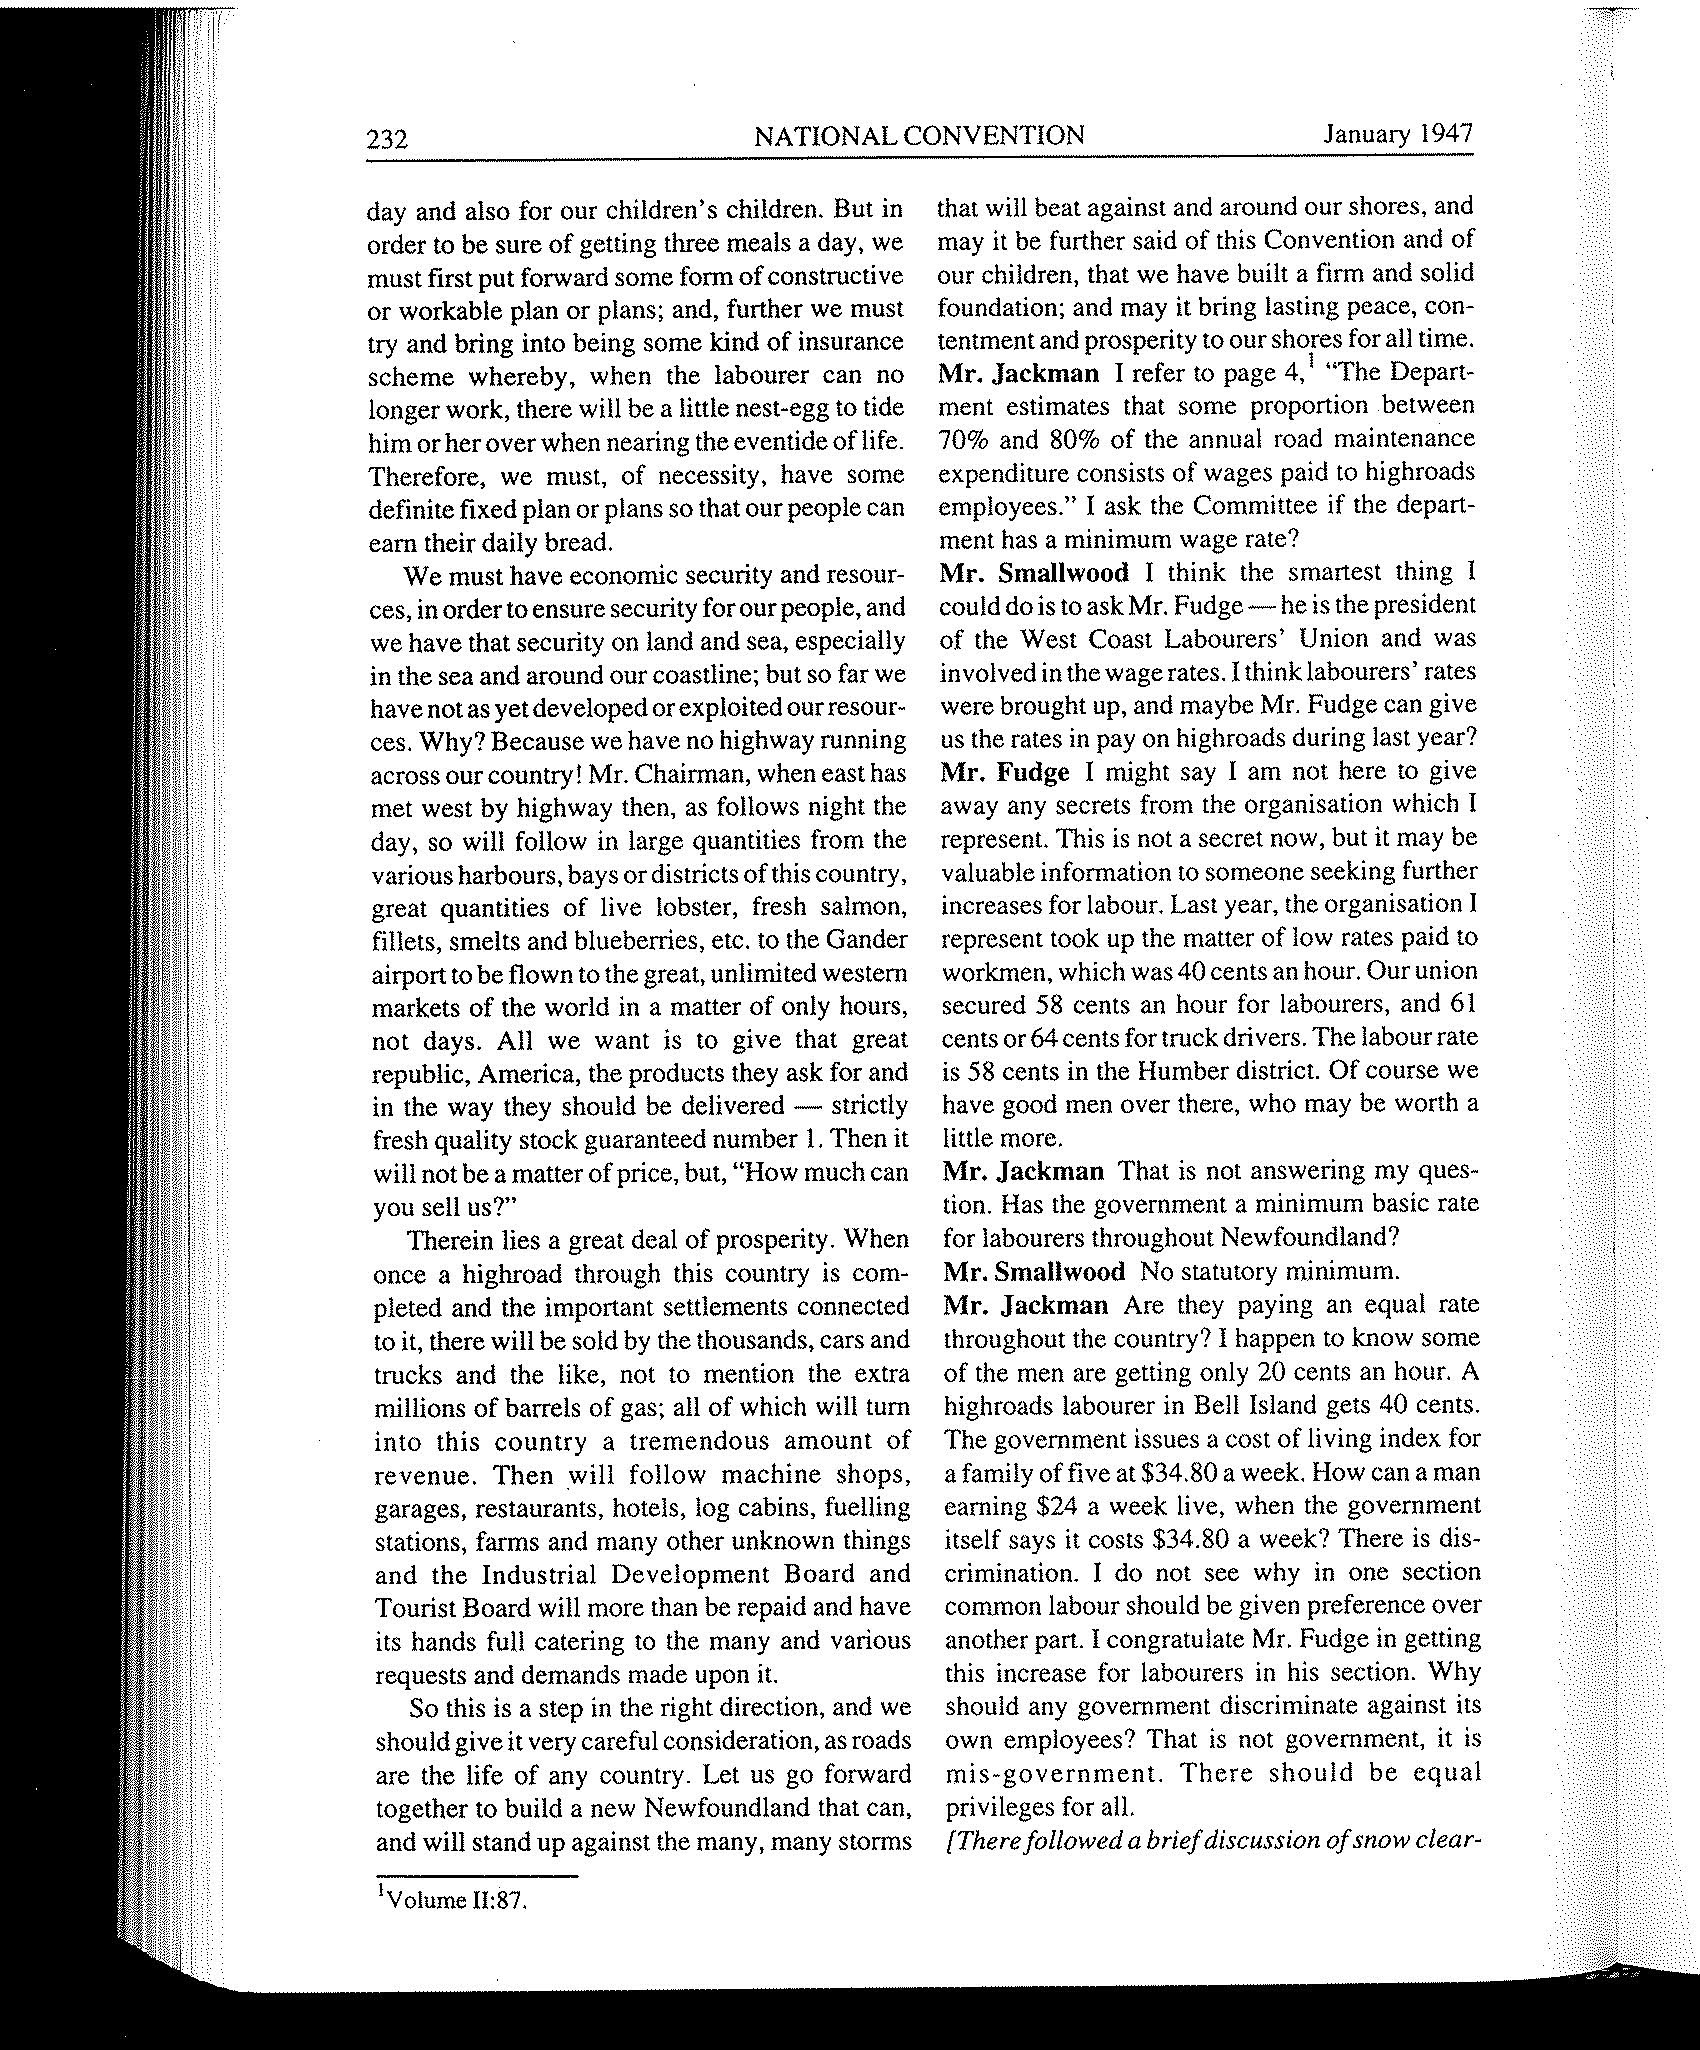 232
NATIONAL CONVENTION
January 1947
day and also for our children's children. But in
order to be sure of getting three meals a day, we
must first put forward some form of constructive
or workable plan or plans; and, further we must
try and bring into being some kind of insurance
scheme whereby, when the labourer can no
longer work, there will be a little nest-egg to tide
him or her over when nearing the eventide of life.
Therefore, we must, of necessity, have some
definite fixed plan or plans so that our people can
earn their daily bread.
We must have economic security and resour-
ces, in order to ensure security for our people, and
we have that security on land and sea, especially
in the sea and around our coastline; but so far we
have not as yet developed or exploited our resour-
ces. Why? Because we have no highway running
across our country! Mr. Chairman, when east has
met west by highway then, as follows night the
day, so will follow in large quantities from the
various harbours, bays or districts of this country,
great quantities of live lobster, fresh salmon,
fillets, smelts and blueberries, etc. to the Gander
airport to be flown to the great, unlimited western
markets of the world in a matter of only hours,
not days. All we want is to give that great
republic, America, the products they ask for and
in the way they should be delivered — strictly
fresh quality stock guaranteed number 1. Then it
will not be a matter of price, but, "How much can
you sell us?"
Therein lies a great deal of prosperity. When
once a highroad through this country is com-
pleted and the important settlements connected
to it, there will be sold by the thousands, cars and
trucks and the like, not to mention the extra
millions of barrels of gas; all of which will turn
into this country a tremendous amount of
revenue. Then will follow machine shops,
garages, restaurants, hotels, log cabins, fuelling
stations, farms and many other unknown things
and the Industrial Development Board and
Tourist Board will more than be repaid and have
its hands full catering to the many and various
requests and demands made upon it.
So this is a step in the right direction, and we
should give it very careful consideration, as roads
are the life of any country. Let us go forward
together to build a new Newfoundland that can,
and will stand up against the many, many storms
that will beat against and around our shores, and
may it be further said of this Convention and of
our children, that we have built a firm and solid
foundation; and may it bring lasting peace, con-
tentment and prosperity to our shores for all time.
Mr. Jackman I refer to page 4,¹ "The Depart-
ment estimates that some proportion between
70% and 80% of the annual road maintenance
expenditure consists of wages paid to highroads
employees." I ask the Committee if the depart-
ment has a minimum wage rate?
Mr. Smallwood I think the smartest thing I
could do is to ask Mr. Fudge — he is the president
of the West Coast Labourers' Union and was
involved in the wage rates. I think labourers' rates
were brought up, and maybe Mr. Fudge can give
us the rates in pay on highroads during last year?
Mr. Fudge I might say I am not here to give
away any secrets from the organisation which I
represent. This is not a secret now, but it may be
valuable information to someone seeking further
increases for labour. Last year, the organisation I
represent took up the matter of low rates paid to
workmen, which was 40 cents an hour. Our union
secured 58 cents an hour for labourers, and 61
cents or 64 cents for truck drivers. The labour rate
is 58 cents in the Humber district. Of course we
have good men over there, who may be worth a
little more.
Mr. Jackman That is not answering my ques-
tion. Has the government a minimum basic rate
for labourers throughout Newfoundland?
Mr. Smallwood No statutory minimum.
Mr. Jackman Are they paying an equal rate
throughout the country? I happen to know some
of the men are getting only 20 cents an hour. A
highroads labourer in Bell Island gets 40 cents.
The government issues a cost of living index for
a family of five at $34.80 a week. How can a man
earning $24 a week live, when the government
itself says it costs $34.80 a week? There is dis-
crimination. I do not see why in one section
common labour should be given preference over
another part. I congratulate Mr. Fudge in getting
this increase for labourers in his section. Why
should any government discriminate against its
own employees? That is not government, it is
mis-government. There should be equal
privileges for all.
[There followed a brief discussion of snow clear-
¹Volume II:87.